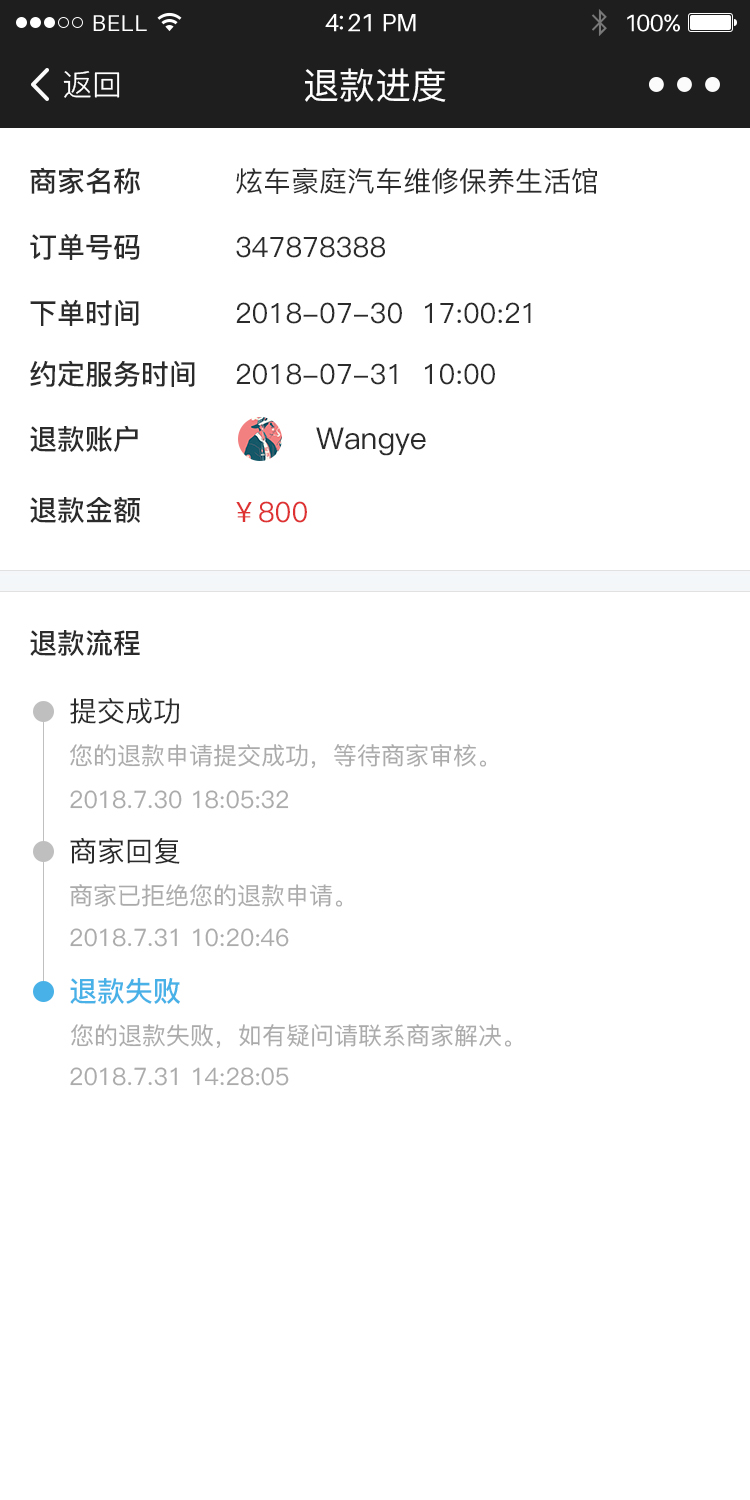 BELL 4:21 PM 100%
返回 退款进度
商家名称 炫车豪庭汽车维修保养生活馆
订单号码 347878388
下单时间 2018-07-30 17:00:21
约定服务时间 2018-07-31 10:00
退款账户 Wangye
退款金额 ¥800
退款流程
提交成功
您的退款申请提交成功，等待商家审核。
2018.7.30 18:05:32
商家回复
商家已拒绝您的退款申请。
2018.7.31 10:20:46
退款失败
您的退款失败，如有疑问请联系商家解决。
2018.7.31 14:28:05